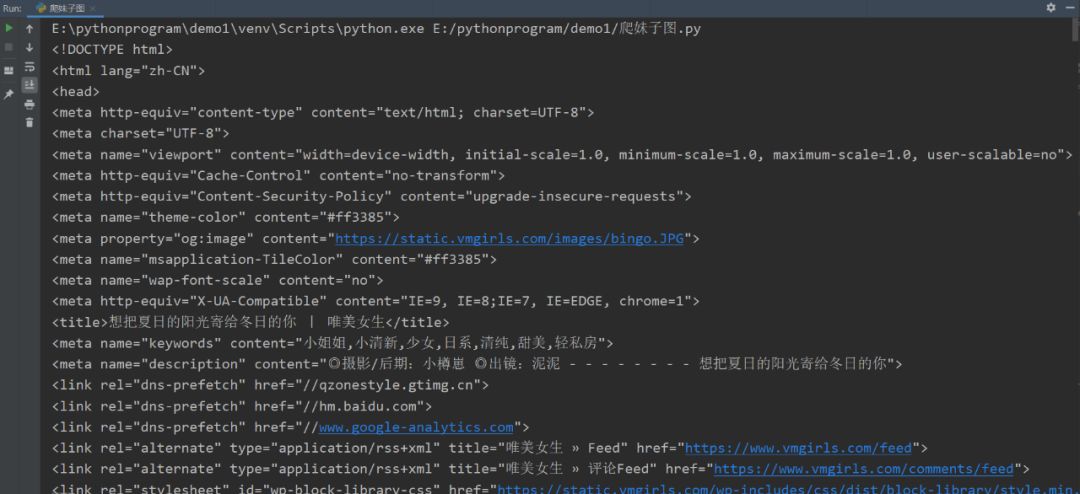 Run: 爬妹子图
E:\pythonprogram\demo1\venv\Scripts\python.exe E:/pythonprogram/demo1/爬妹子图.py
<!DOCTYPE html>
<html lang="zh-CN">
<head>
<meta http-equiv="content-type" content="text/html; charset=UTF-8">
<meta charset="UTF-8">
<meta name="viewport" content="width=device-width, initial-scale=1.0, minimum-scale=1.0, maximum-scale=1.0, user-scalable=no">
<meta http-equiv="Cache-Control" content="no-transform">
<meta http-equiv="Content-Security-Policy" content="upgrade-insecure-requests">
<meta name="theme-color" content="#ff3385">
<meta property="og:image" content="https://static.vmgirls.com/images/bingo.JPG">
<meta name="msapplication-TileColor" content="#ff3385">
<meta name="wap-font-scale" content="no">
<meta http-equiv="X-UA-Compatible" content="IE=9, IE=8;IE=7, IE=EDGE, chrome=1">
<title>想把夏日的阳光寄给冬日的你 | 唯美女生</title>
<meta name="keywords" content="小姐姐,小清新,少女,日系,清纯,甜美,轻私房">
<meta name="description" content="◎摄影/后期: 小樽崽 ◎出镜: 泥泥 - - - - - - - - 想把夏日的阳光寄给冬日的你">
<link rel="dns-prefetch" href="//qzonestyle.gtimg.cn">
<link rel="dns-prefetch" href="//hm.baidu.com">
<link rel="dns-prefetch" href="//www.google-analytics.com">
<link rel="alternate" type="application/rss+xml" title="唯美女生 » Feed" href="https://www.vmgirls.com/feed">
<link rel="alternate" type="application/rss+xml" title="唯美女生 » 评论Feed" href="https://www.vmgirls.com/comments/feed">
<link rel="stylesheet" id="wp-block-library-css" href="https://static.vmgirls.com/wp-includes/css/dist/block-library/style.min.